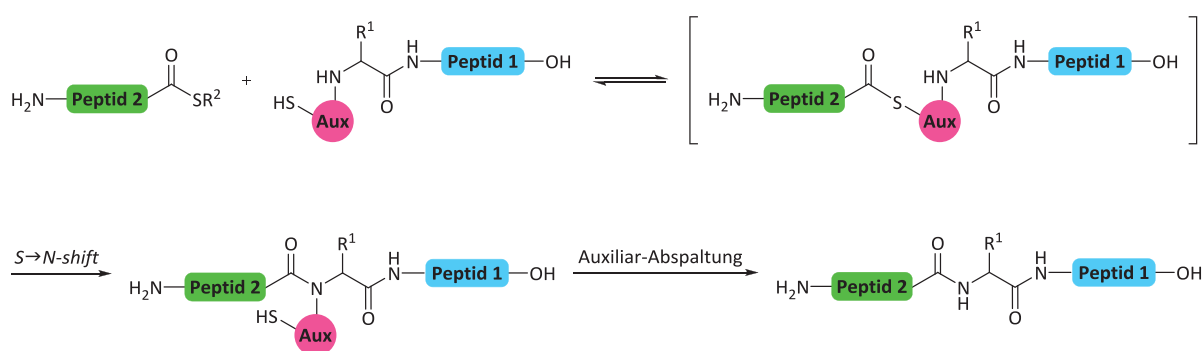 H₂N Peptid 2 O SR² + HS Aux HN R¹ O H N Peptid 1 OH
H₂N Peptid 2 O S Aux HN R¹ O H N Peptid 1 OH
S→N-shift
H₂N Peptid 2 O N HS Aux R¹ O H N Peptid 1 OH
Auxiliar-Abspaltung
H₂N Peptid 2 O N H R¹ O H N Peptid 1 OH